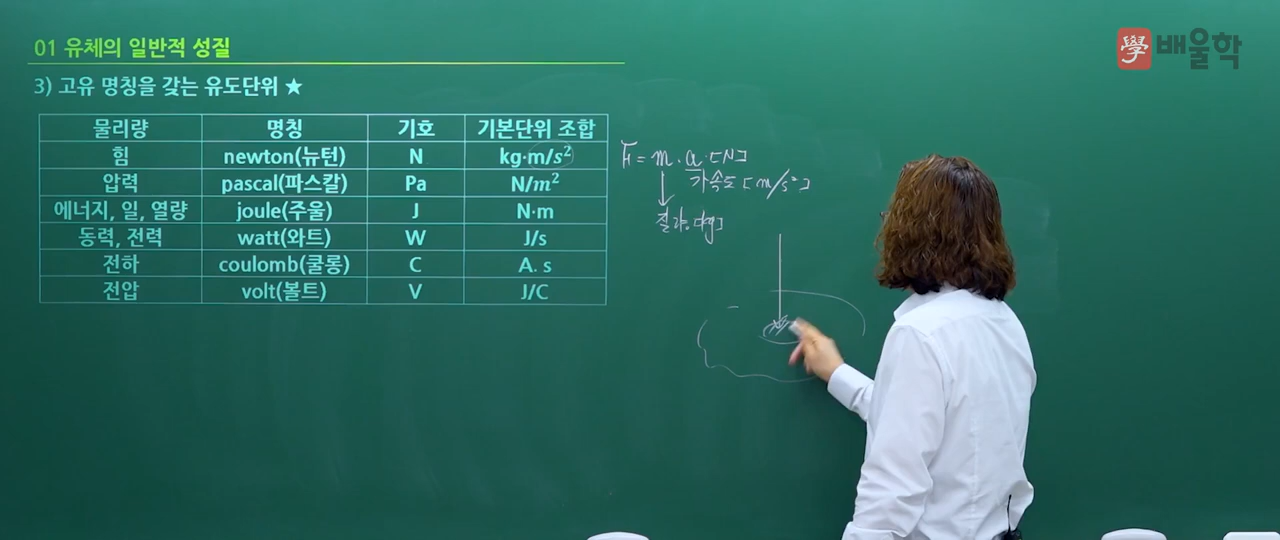 01 유체의 일반적 성질
學 배울학
3) 고유 명칭을 갖는 유도단위 ★
물리량 명칭 기호 기본단위 조합
힘 newton(뉴턴) N kg·m/s²
압력 pascal(파스칼) Pa N/m²
에너지, 일, 열량 joule(주울) J N·m
동력, 전력 watt(와트) W J/s
전하 coulomb(쿨롱) C A. s
전압 volt(볼트) V J/C
F = m · a · [N]
가속도 [m/s²]
질량 [kg]